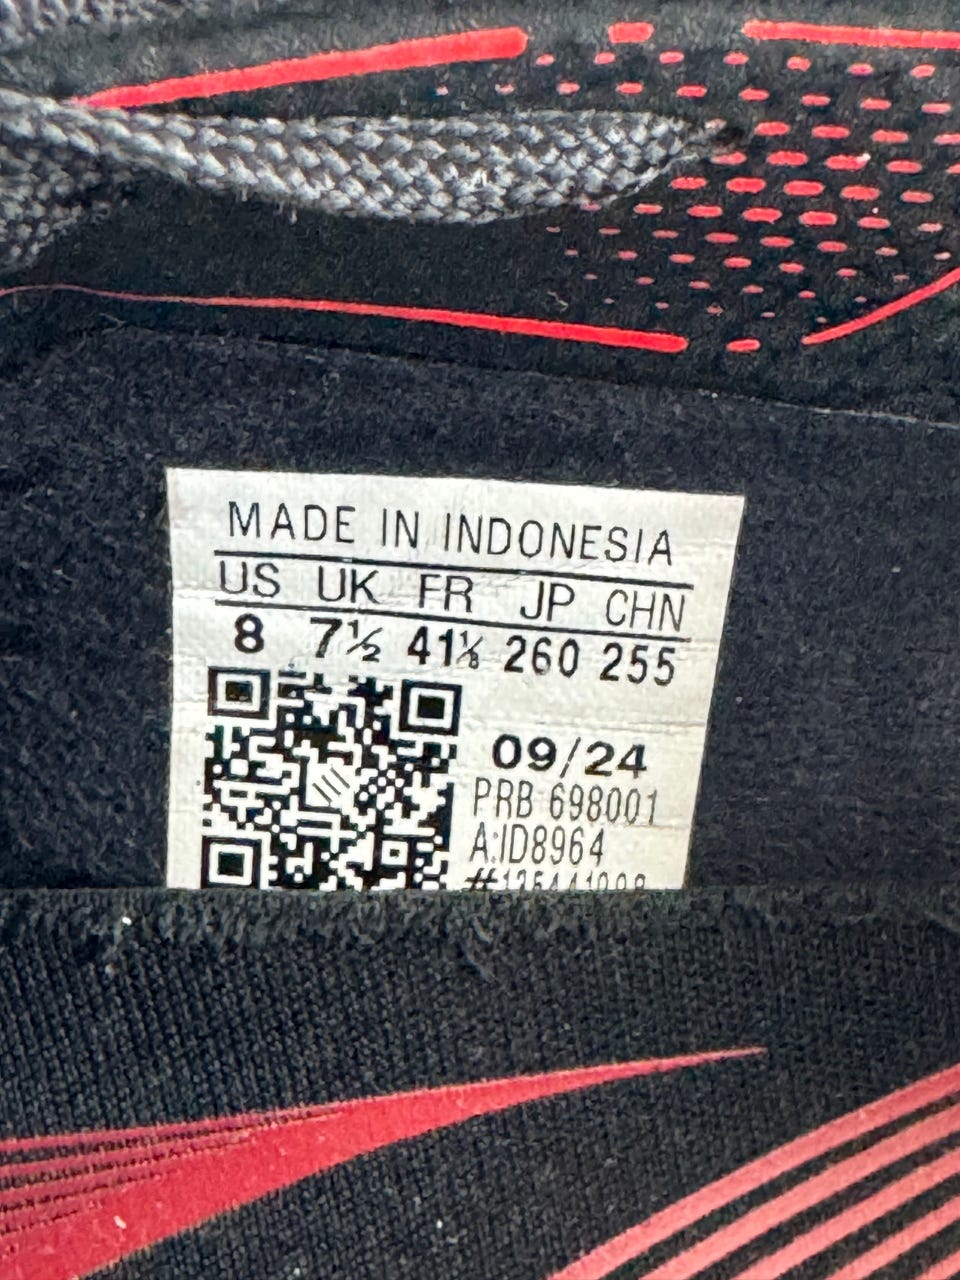 MADE IN INDONESIA
US UK FR JP CHN
8 7½ 41⅓ 260 255
09/24
PRB 698001
A:ID8964